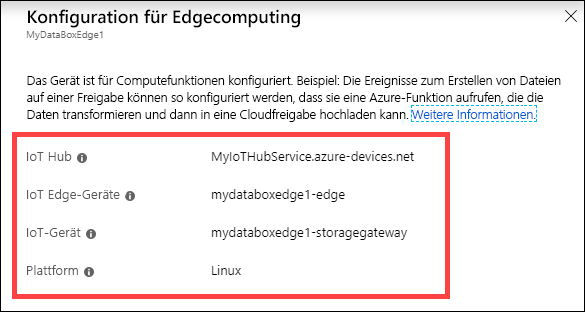 Konfiguration für Edgecomputing
MyDataBoxEdge1
Das Gerät ist für Computefunktionen konfiguriert. Beispiel: Die Ereignisse zum Erstellen von Dateien
auf einer Freigabe können so konfiguriert werden, dass sie eine Azure-Funktion aufrufen, die die
Daten transformieren und dann in eine Cloudfreigabe hochladen kann. Weitere Informationen.
IoT Hub MyIoTHubService.azure-devices.net
IoT Edge-Geräte mydataboxedge1-edge
IoT-Gerät mydataboxedge1-storagegateway
Plattform Linux